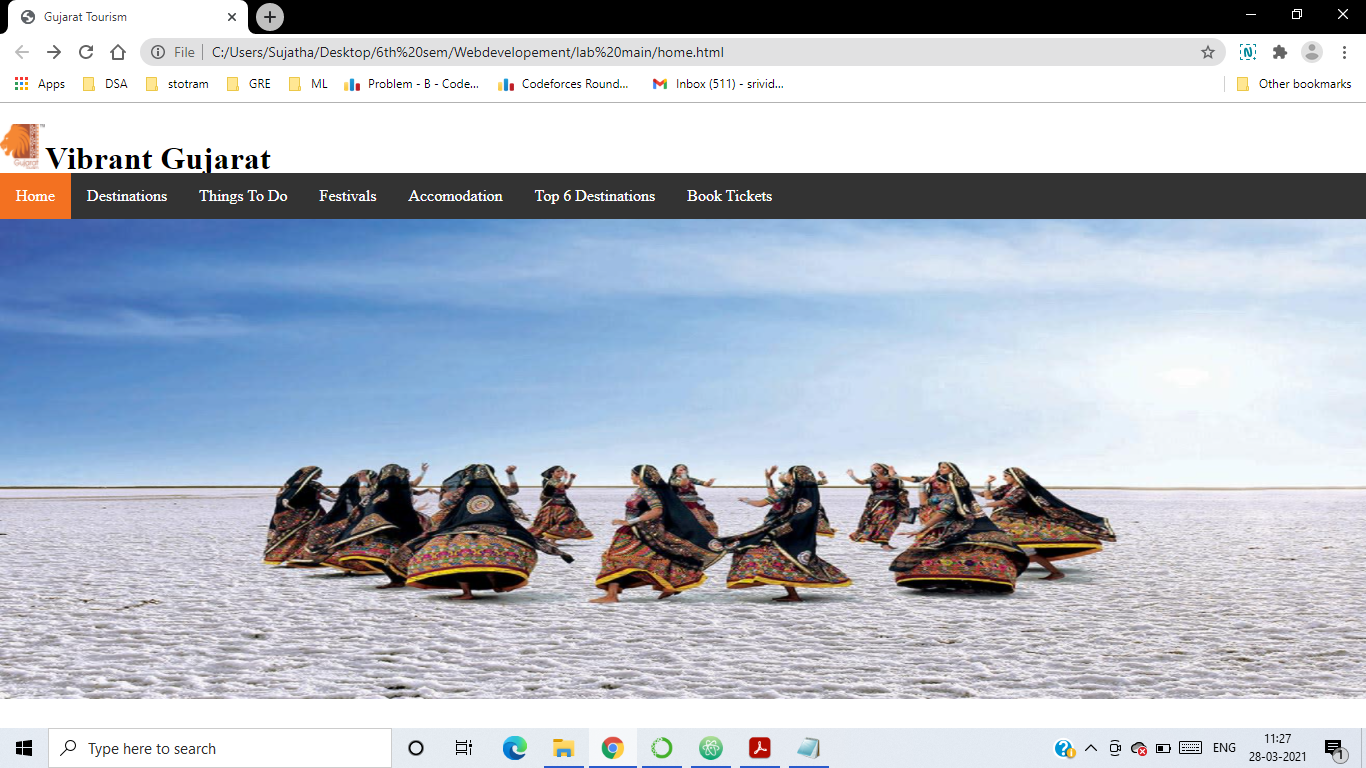 Gujarat Tourism
File C:/Users/Sujatha/Desktop/6th%20sem/Webdevelopement/lab%20main/home.html
Apps DSA stotram GRE ML Problem - B - Code... Codeforces Round... Inbox (511) - srivid... Other bookmarks
Gujarat
Vibrant Gujarat
Home Destinations Things To Do Festivals Accomodation Top 6 Destinations Book Tickets
Type here to search ENG 11:27
28-03-2021
1